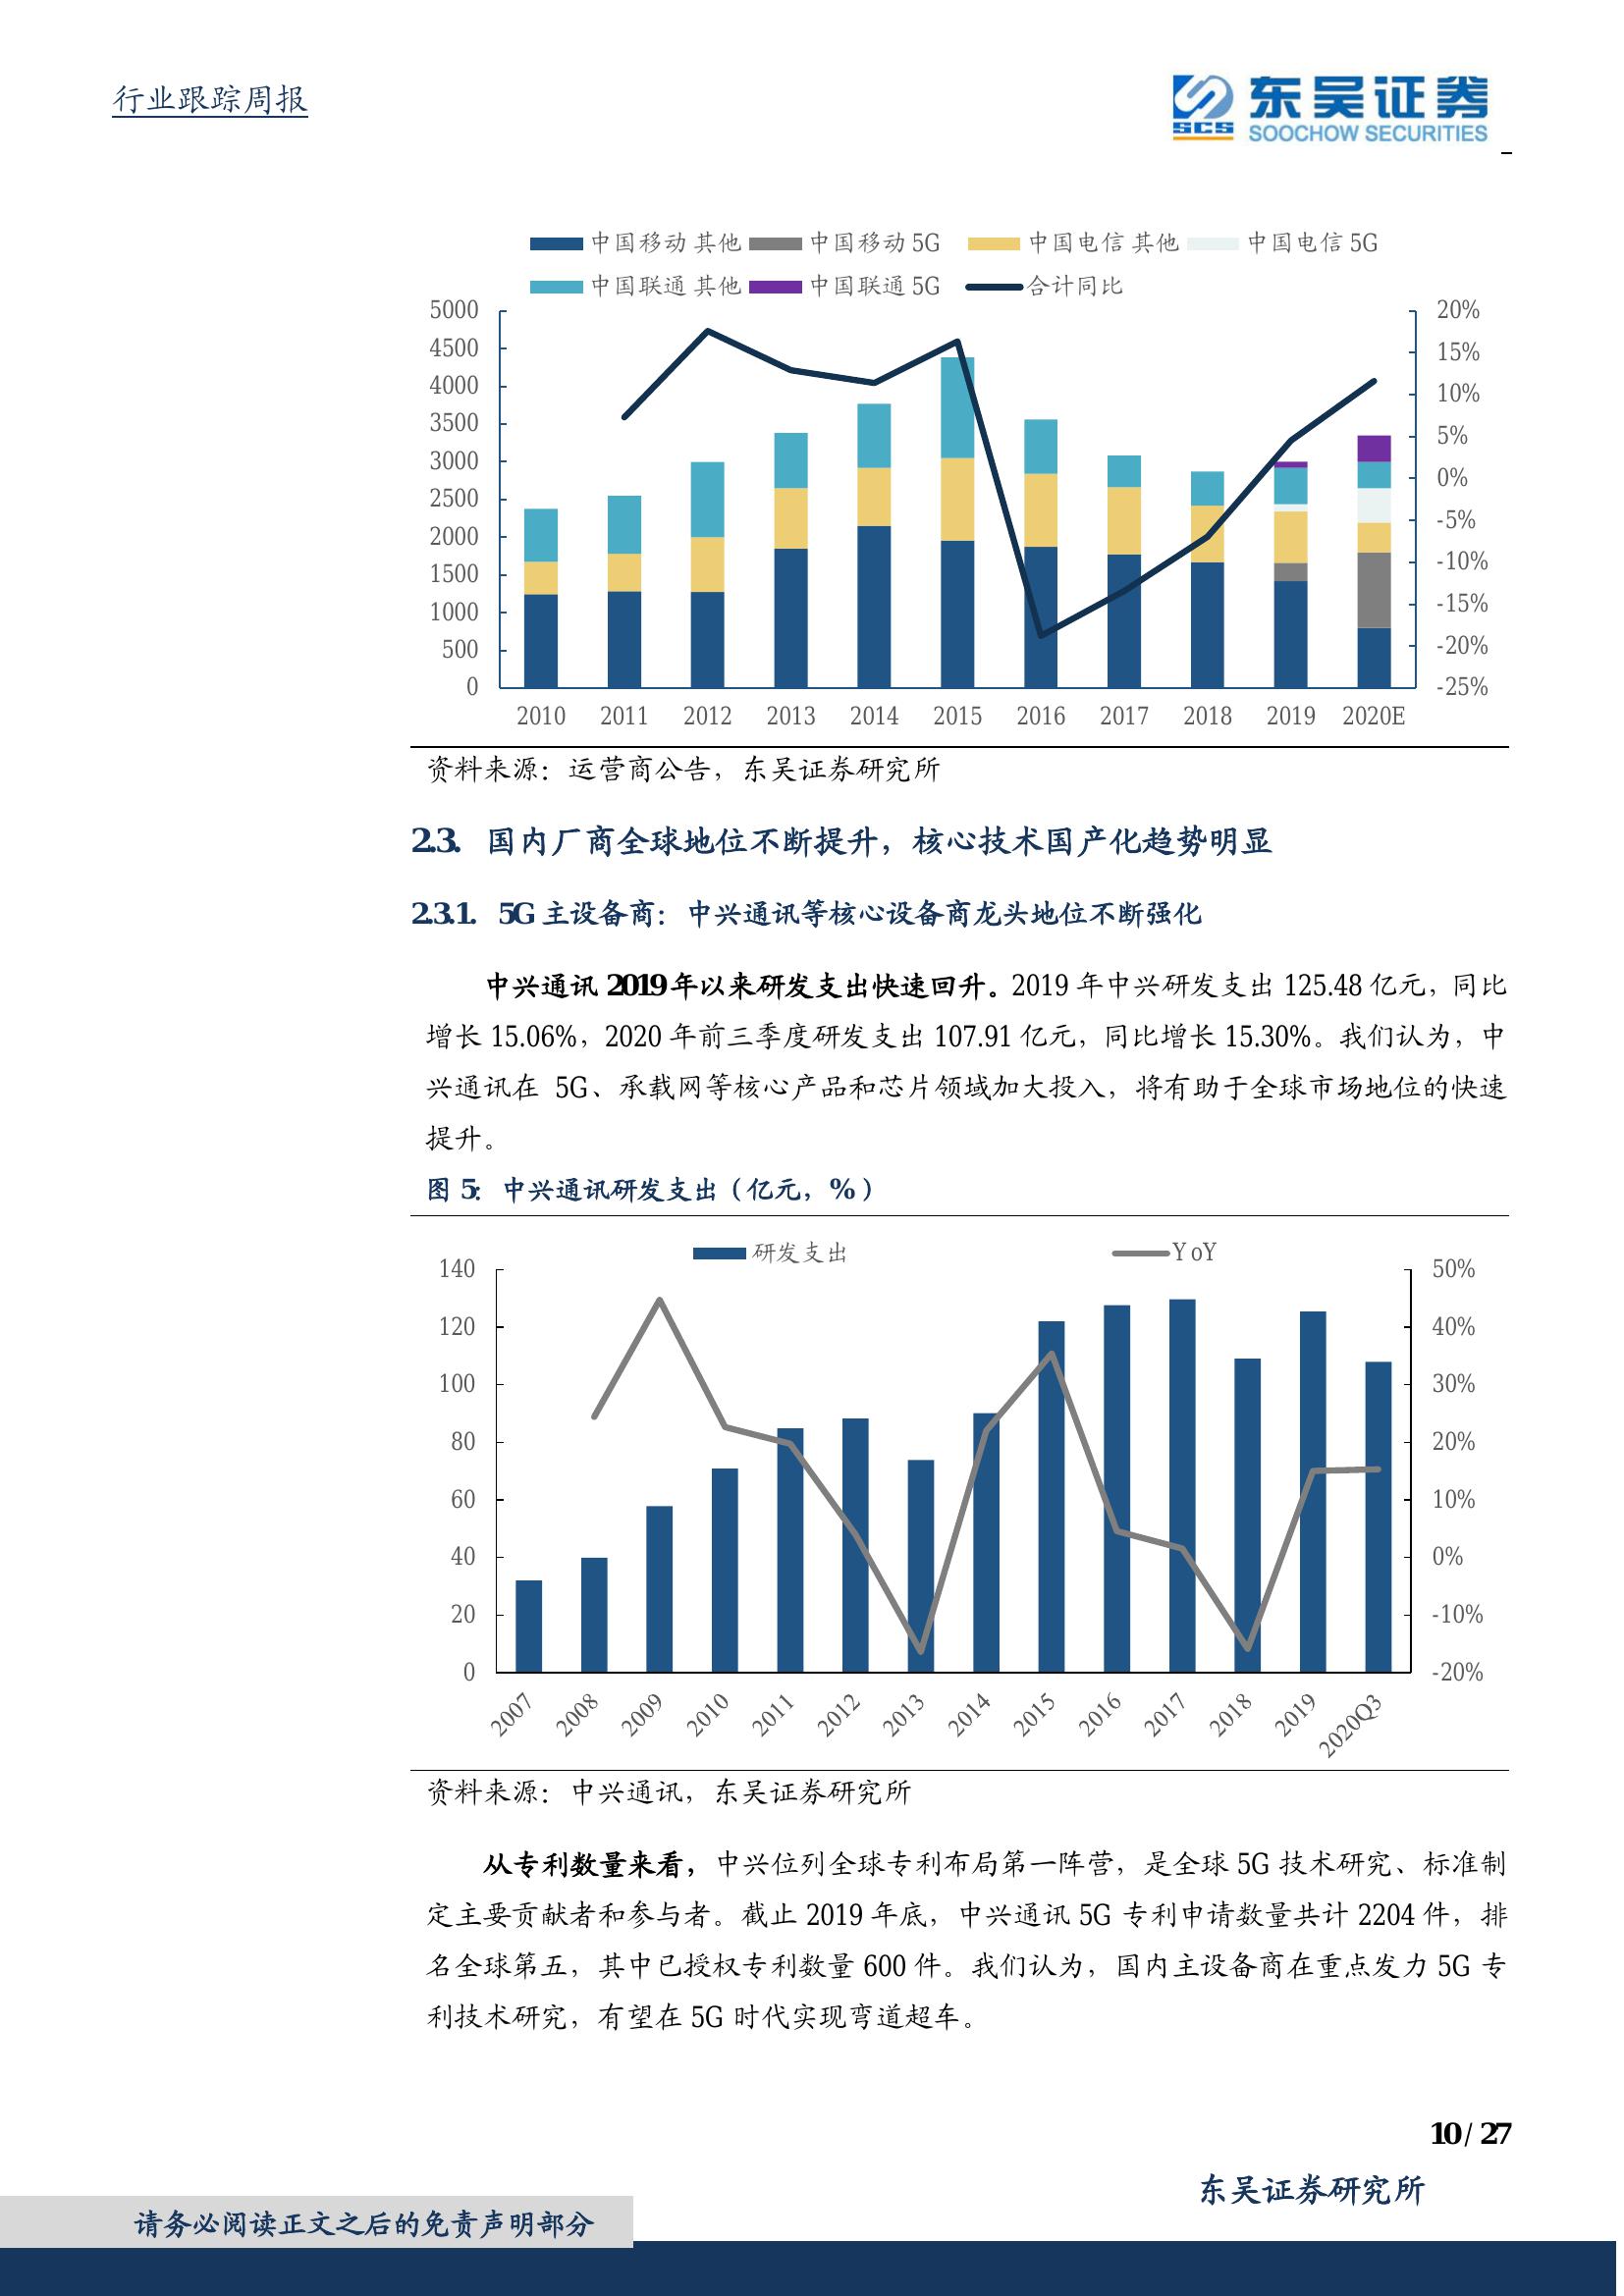 行业跟踪周报
SCS 东吴证券
SOOCHOW SECURITIES
中国移动 其他 中国移动 5G 中国电信 其他 中国电信 5G
中国联通 其他 中国联通 5G 合计同比
5000 20%
4500 15%
4000 10%
3500 5%
3000 0%
2500 -5%
2000 -10%
1500 -15%
1000 -20%
500 -25%
0
2010 2011 2012 2013 2014 2015 2016 2017 2018 2019 2020E
资料来源：运营商公告，东吴证券研究所
2.3. 国内厂商全球地位不断提升，核心技术国产化趋势明显
2.3.1. 5G 主设备商：中兴通讯等核心设备商龙头地位不断强化
中兴通讯 2019 年以来研发支出快速回升。2019 年中兴研发支出 125.48 亿元，同比
增长 15.06%，2020 年前三季度研发支出 107.91 亿元，同比增长 15.30%。我们认为，中
兴通讯在 5G、承载网等核心产品和芯片领域加大投入，将有助于全球市场地位的快速
提升。
图 5：中兴通讯研发支出（亿元，%）
研发支出 YoY
140 50%
120 40%
100 30%
80 20%
60 10%
40 0%
20 -10%
0 -20%
2007 2008 2009 2010 2011 2012 2013 2014 2015 2016 2017 2018 2019 2020Q3
资料来源：中兴通讯，东吴证券研究所
从专利数量来看，中兴位列全球专利布局第一阵营，是全球 5G 技术研究、标准制
定主要贡献者和参与者。截止 2019 年底，中兴通讯 5G 专利申请数量共计 2204 件，排
名全球第五，其中已授权专利数量 600 件。我们认为，国内主设备商在重点发力 5G 专
利技术研究，有望在 5G 时代实现弯道超车。
10 / 27
东吴证券研究所
请务必阅读正文之后的免责声明部分